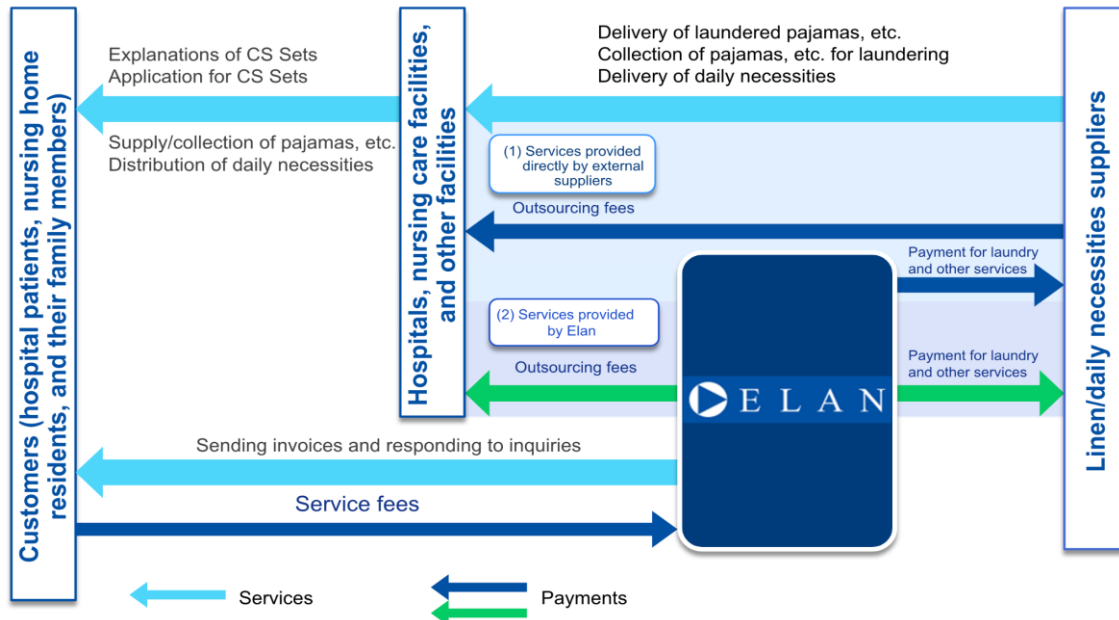 Customers (hospital patients, nursing home
residents, and their family members)
Explanations of CS Sets
Application for CS Sets
Supply/collection of pajamas, etc.
Distribution of daily necessities
Hospitals, nursing care facilities,
and other facilities
Delivery of laundered pajamas, etc.
Collection of pajamas, etc. for laundering
Delivery of daily necessities
(1) Services provided
directly by external
suppliers
Outsourcing fees
Payment for laundry
and other services
(2) Services provided
by Elan
Outsourcing fees
Payment for laundry
and other services
ELAN
Linen/daily necessities suppliers
Sending invoices and responding to inquiries
Service fees
Services
Payments